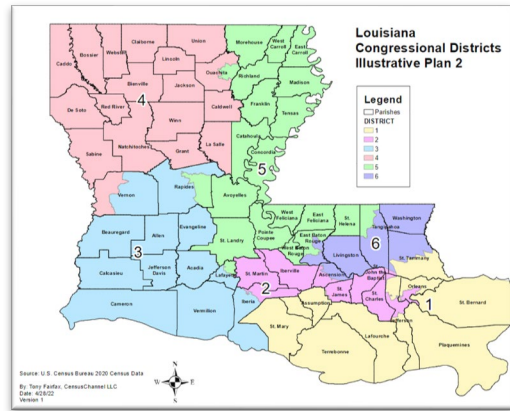 Louisiana
Congressional Districts
Illustrative Plan 2
Legend
Parishes
DISTRICT
1
2
3
4
5
6
Claiborne
Union
Morehouse
West
Carroll
East
Carroll
Caddo
Bossier
Webster
Lincoln
Ouachita
Richland
Madison
Bienville
Jackson
4
De Soto
Red River
Caldwell
Franklin
Tensas
Winn
Natchitoches
La Salle
Catahoula
Sabine
Grant
Concordia
5
Vernon
Rapides
Avoyelles
Washington
West
Feliciana
East
Feliciana
St.
Helena
Tangipahoa
Beauregard
Allen
Evangeline
Pointe
Coupee
East Baton
Rouge
6
St. Landry
West Baton
Rouge
Livingston
St. Tammany
3
Calcasieu
Jefferson
Davis
Acadia
Lafayette
St. Martin
Iberville
Ascension
St.
John the
Baptist
Orleans
2
St.
James
St.
Charles
1
St. Bernard
Cameron
Vermilion
Iberia
Assumption
Jefferson
St. Mary
Lafourche
Plaquemines
Terrebonne
N
W
E
S
Source: U.S. Census Bureau 2020 Census Data
By: Tony Fairfax, CensusChannel LLC
Date: 4/28/22
Version 1